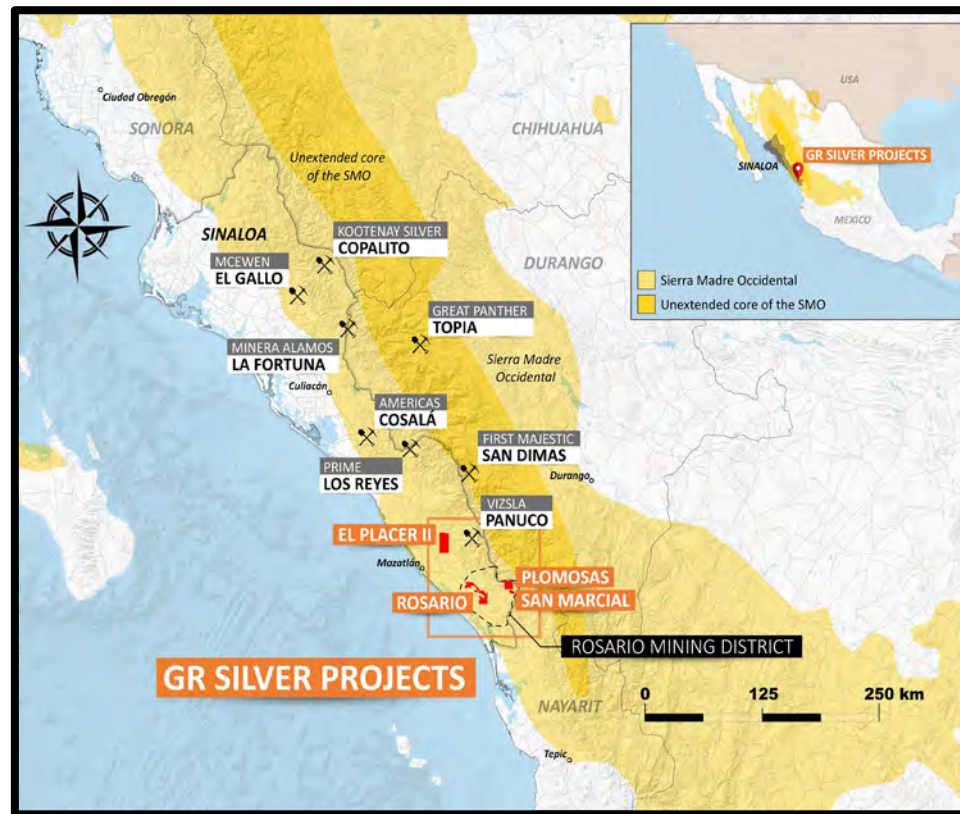 USA
SINALOA
GR SILVER PROJECTS
MEXICO
Sierra Madre Occidental
Unextended core of the SMO
Ciudad Obregón
SONORA
CHIHUAHUA
Unextended core
of the SMO
SINALOA
KOOTENAY SILVER
COPALITO
MCEWEN
EL GALLO
DURANGO
GREAT PANTHER
TOPIA
MINERA ALAMOS
LA FORTUNA
Sierra Madre
Occidental
Culiacán
AMERICAS
COSALÁ
FIRST MAJESTIC
SAN DIMAS
PRIME
LOS REYES
Durango
VIZSLA
PANUCO
EL PLACER II
Mazatlán
PLOMOSAS
ROSARIO
SAN MARCIAL
ROSARIO MINING DISTRICT
GR SILVER PROJECTS
0 125 250 km
NAYARIT
Tepic